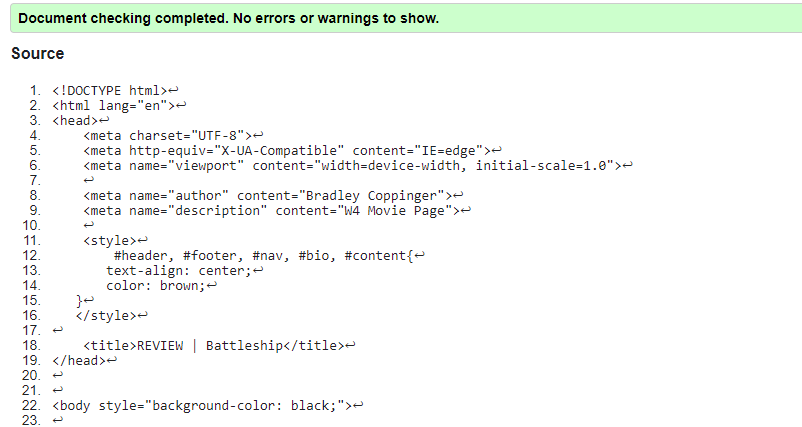 Document checking completed. No errors or warnings to show.
Source
1. <!DOCTYPE html>↩
2. <html lang="en">↩
3. <head>↩
4.     <meta charset="UTF-8">↩
5.     <meta http-equiv="X-UA-Compatible" content="IE=edge">↩
6.     <meta name="viewport" content="width=device-width, initial-scale=1.0">↩
7.     ↩
8.     <meta name="author" content="Bradley Coppinger">↩
9.     <meta name="description" content="W4 Movie Page">↩
10.     ↩
11.     <style>↩
12.         #header, #footer, #nav, #bio, #content{↩
13.        text-align: center;↩
14.        color: brown;↩
15.    }↩
16.    </style>↩
17. ↩
18.     <title>REVIEW | Battleship</title>↩
19. </head>↩
20. ↩
21. ↩
22. <body style="background-color: black;">↩
23. ↩